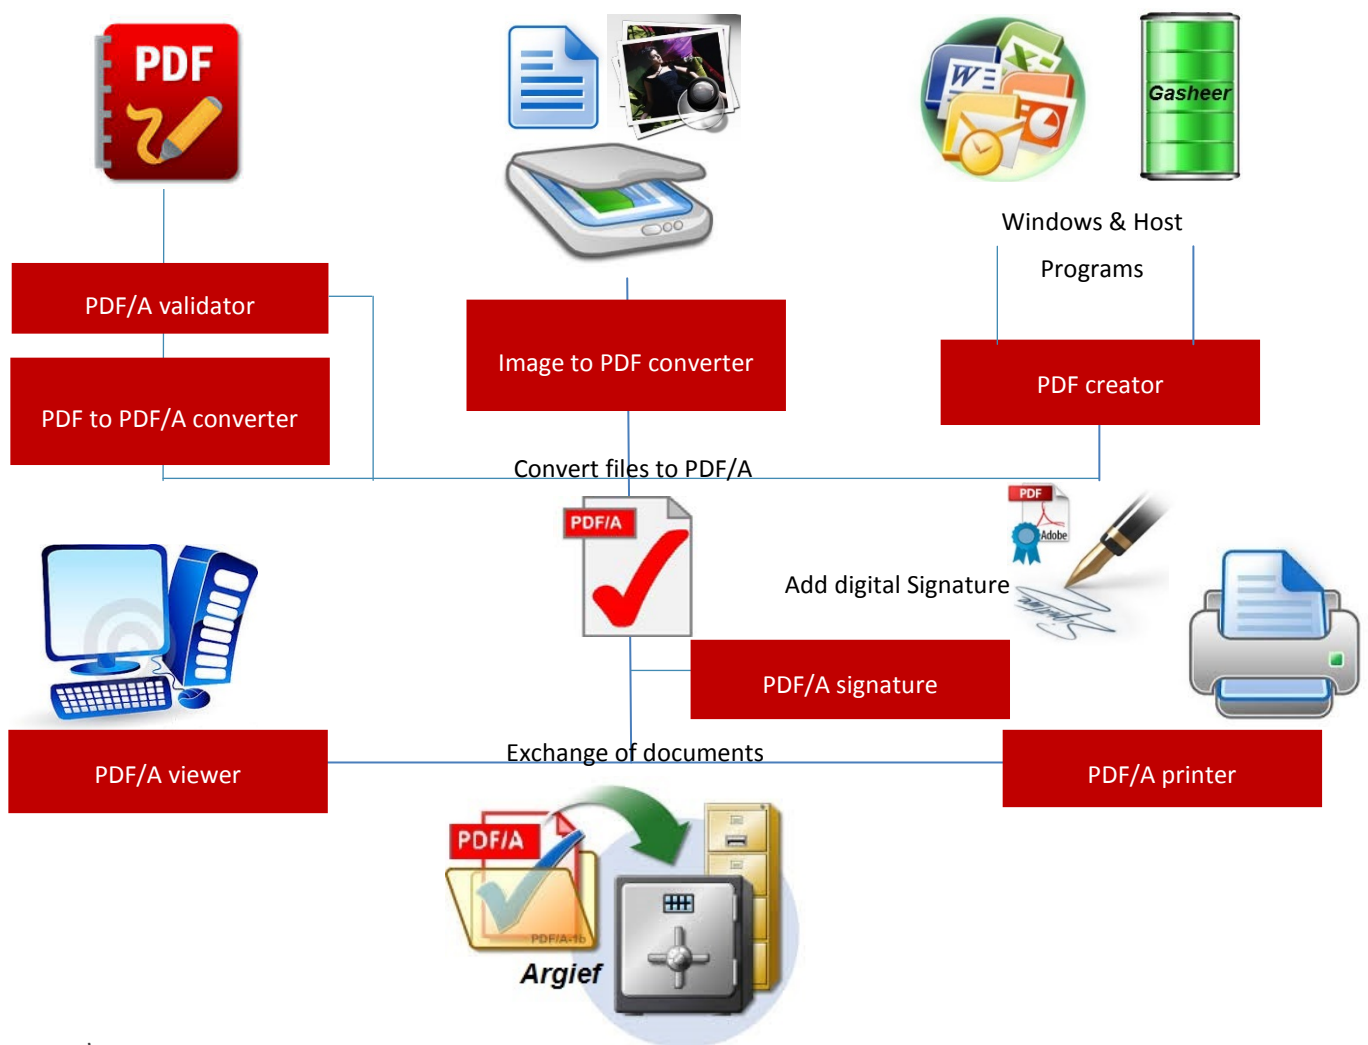 PDF
Gasheer
Windows & Host
Programs
PDF/A validator
Image to PDF converter
PDF creator
PDF to PDF/A converter
Convert files to PDF/A
PDF/A
PDF
Adobe
Add digital Signature
PDF/A signature
Exchange of documents
PDF/A viewer
PDF/A printer
PDF/A
PDF/A-1b
Argief